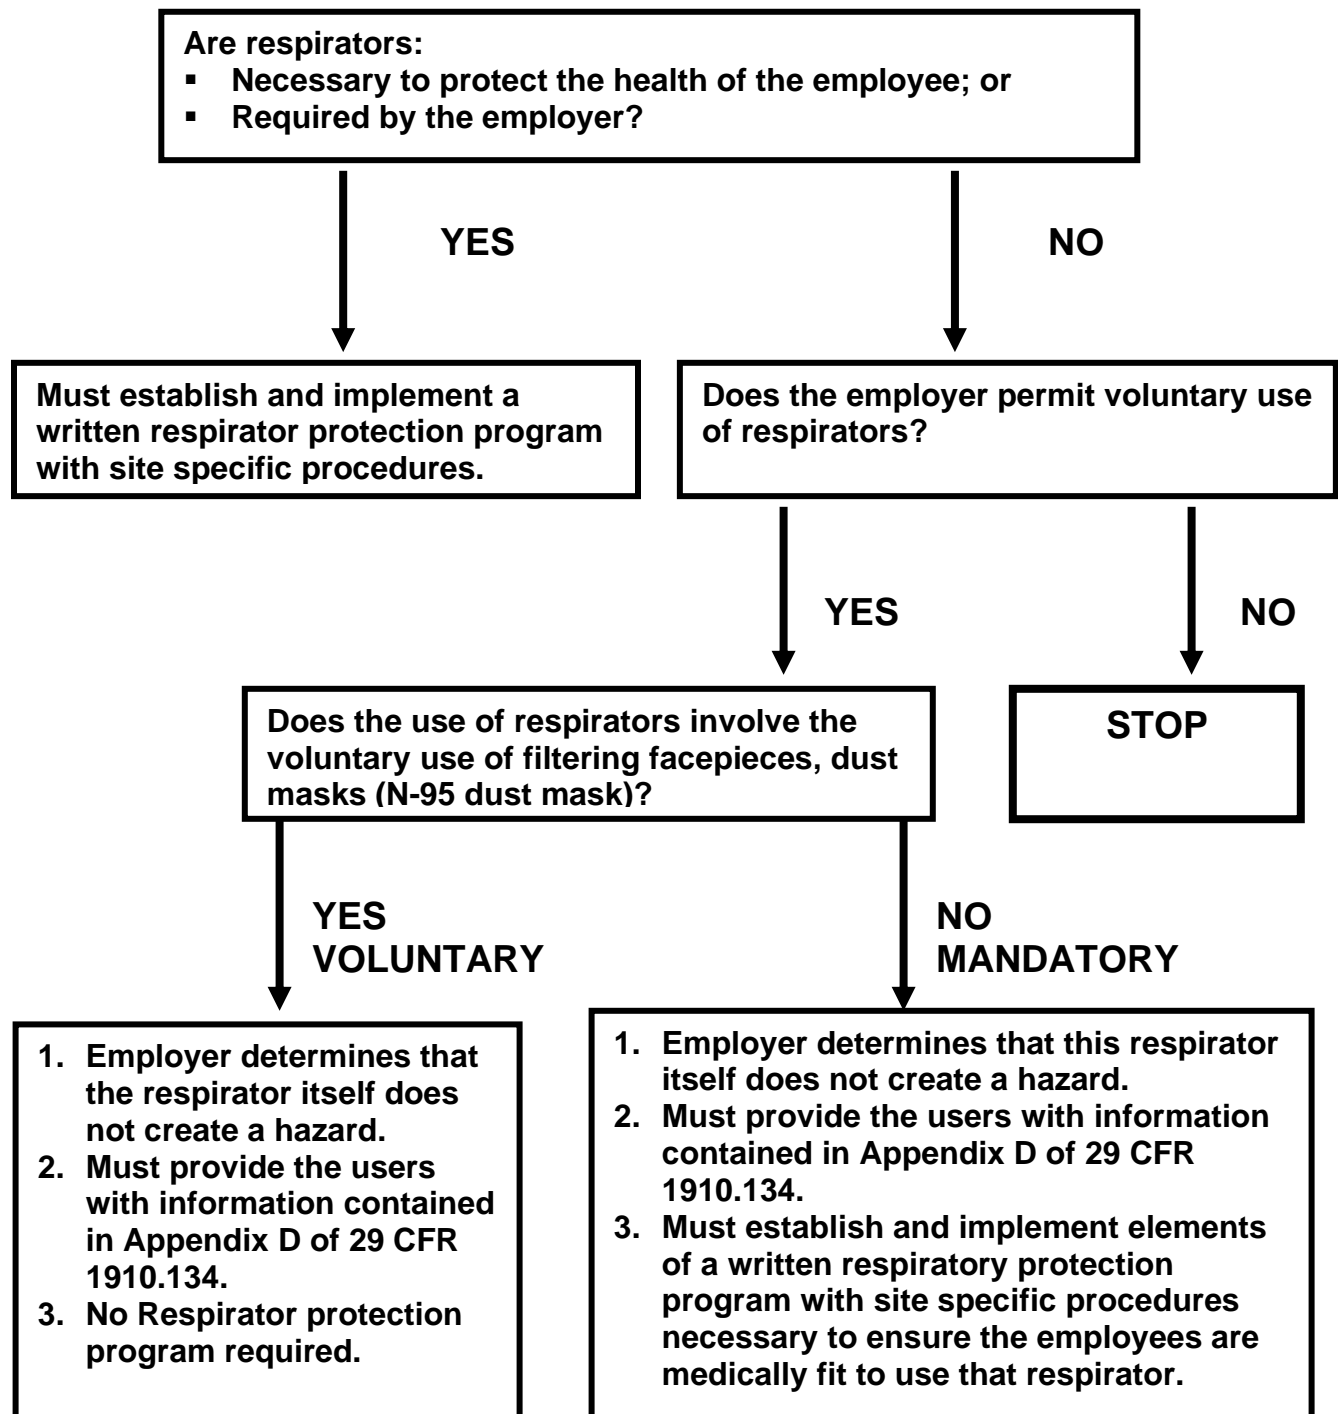 Are respirators:
▪ Necessary to protect the health of the employee; or
▪ Required by the employer?
YES
NO
Must establish and implement a
written respirator protection program
with site specific procedures.
Does the employer permit voluntary use
of respirators?
YES
NO
Does the use of respirators involve the
voluntary use of filtering facepieces, dust
masks (N-95 dust mask)?
STOP
YES
VOLUNTARY
NO
MANDATORY
1. Employer determines that
the respirator itself does
not create a hazard.
2. Must provide the users
with information contained
in Appendix D of 29 CFR
1910.134.
3. No Respirator protection
program required.
1. Employer determines that this respirator
itself does not create a hazard.
2. Must provide the users with information
contained in Appendix D of 29 CFR
1910.134.
3. Must establish and implement elements
of a written respiratory protection
program with site specific procedures
necessary to ensure the employees are
medically fit to use that respirator.